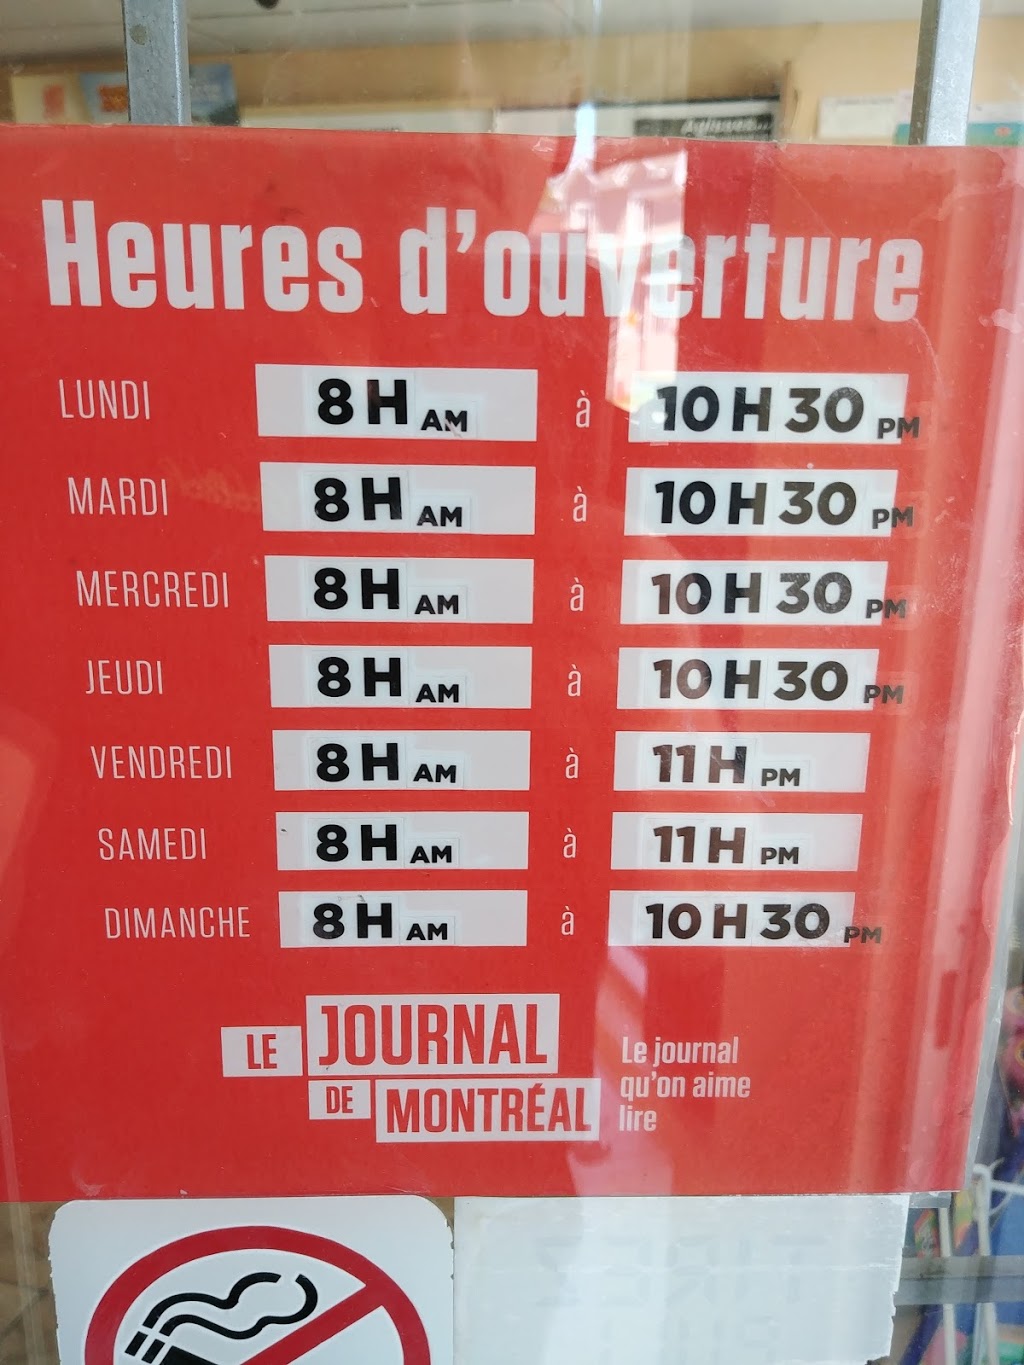 Agissez...
Heures d'ouverture
LUNDI 8 H AM à 10 H 30 PM
MARDI 8 H AM à 10 H 30 PM
MERCREDI 8 H AM à 10 H 30 PM
JEUDI 8 H AM à 10 H 30 PM
VENDREDI 8 H AM à 11 H PM
SAMEDI 8 H AM à 11 H PM
DIMANCHE 8 H AM à 10 H 30 PM
LE JOURNAL
DE MONTRÉAL
Le journal
qu'on aime
lire